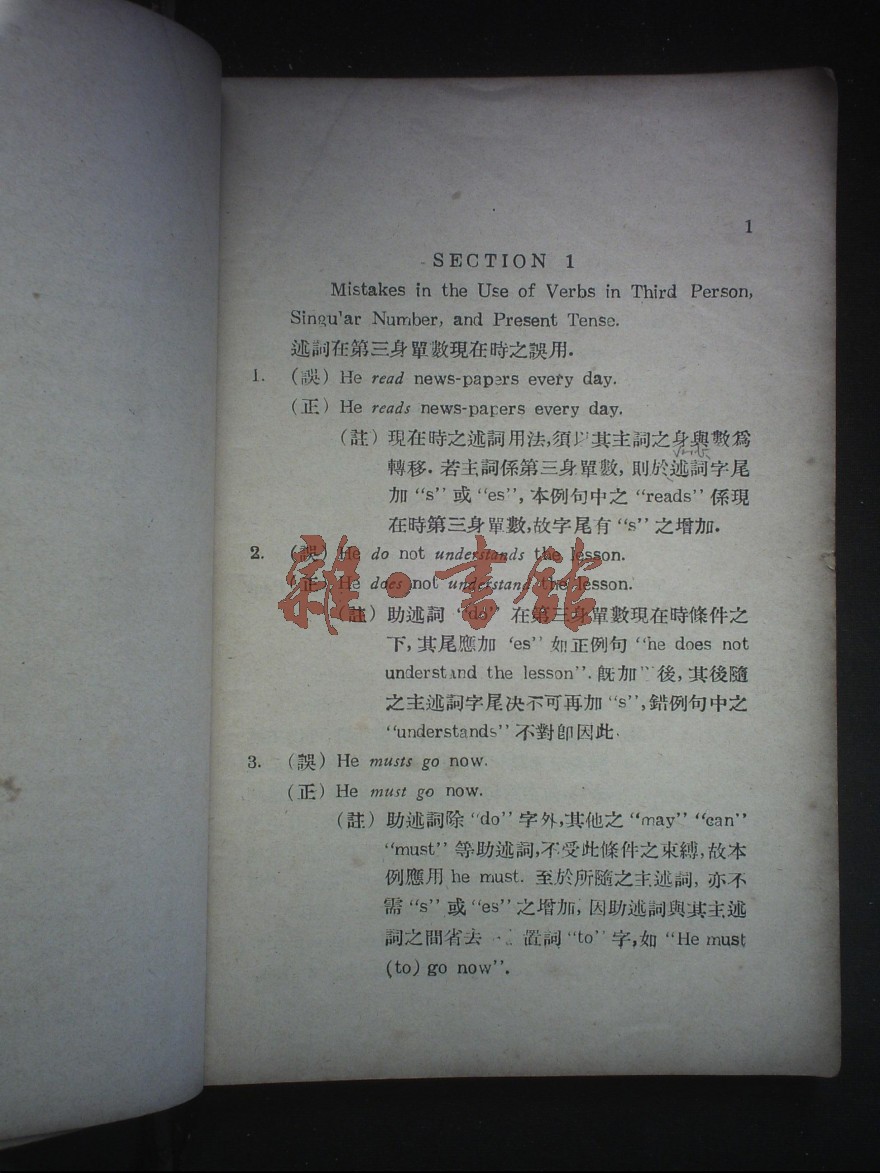 1
SECTION 1
Mistakes in the Use of Verbs in Third Person,
Singu'ar Number, and Present Tense.
述詞在第三身單數現在時之誤用.
1. (誤) He read news-papers every day.
(正) He reads news-papers every day.
(註) 現在時之述詞用法,須以其主詞之身與數爲
轉移. 若主詞係第三身單數, 則於述詞字尾
加 "s" 或 "es", 本例句中之 "reads" 係現
在時第三身單數,故字尾有 "s" 之增加.
2. (誤) He do not understands the lesson.
(正) He does not understand the lesson.
(註) 助述詞 "do" 在第三身單數現在時條件之
下, 其尾應加 'es" 如正例句 "he does not
understand the lesson". 旣加 後, 其後隨
之主述詞字尾决不可再加 "s", 錯例句中之
"understands" 不對卽因此.
3. (誤) He musts go now.
(正) He must go now.
(註) 助述詞除 "do" 字外,其他之 "may" "can"
"must" 等助述詞,不受此條件之束縛,故本
例應用 he must. 至於所隨之主述詞, 亦不
需 "s" 或 "es" 之增加, 因助述詞與其主述
詞之間省去 置詞 "to" 字,如 "He must
(to) go now".
雜·書館